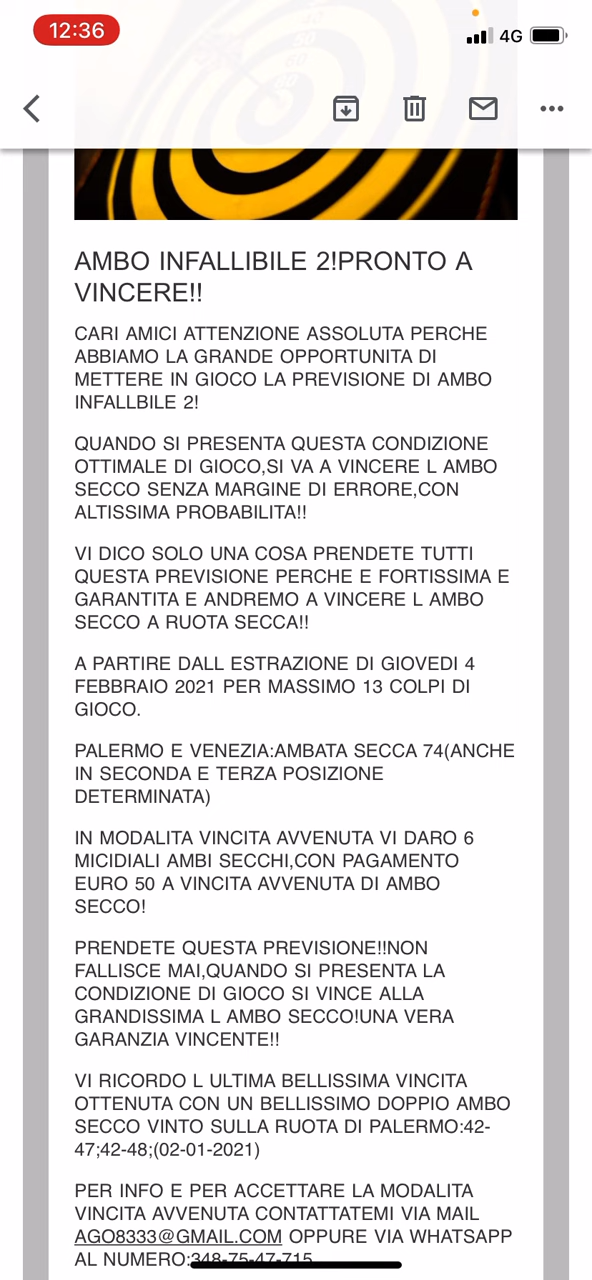 12:36
4G
AMBO INFALLIBILE 2!PRONTO A
VINCERE!!
CARI AMICI ATTENZIONE ASSOLUTA PERCHE
ABBIAMO LA GRANDE OPPORTUNITA DI
METTERE IN GIOCO LA PREVISIONE DI AMBO
INFALLBILE 2!
QUANDO SI PRESENTA QUESTA CONDIZIONE
OTTIMALE DI GIOCO,SI VA A VINCERE L AMBO
SECCO SENZA MARGINE DI ERRORE,CON
ALTISSIMA PROBABILITA!!
VI DICO SOLO UNA COSA PRENDETE TUTTI
QUESTA PREVISIONE PERCHE E FORTISSIMA E
GARANTITA E ANDREMO A VINCERE L AMBO
SECCO A RUOTA SECCA!!
A PARTIRE DALL ESTRAZIONE DI GIOVEDI 4
FEBBRAIO 2021 PER MASSIMO 13 COLPI DI
GIOCO.
PALERMO E VENEZIA:AMBATA SECCA 74(ANCHE
IN SECONDA E TERZA POSIZIONE
DETERMINATA)
IN MODALITA VINCITA AVVENUTA VI DARO 6
MICIDIALI AMBI SECCHI,CON PAGAMENTO
EURO 50 A VINCITA AVVENUTA DI AMBO
SECCO!
PRENDETE QUESTA PREVISIONE!!NON
FALLISCE MAI,QUANDO SI PRESENTA LA
CONDIZIONE DI GIOCO SI VINCE ALLA
GRANDISSIMA L AMBO SECCO!UNA VERA
GARANZIA VINCENTE!!
VI RICORDO L ULTIMA BELLISSIMA VINCITA
OTTENUTA CON UN BELLISSIMO DOPPIO AMBO
SECCO VINTO SULLA RUOTA DI PALERMO:42-
47;42-48;(02-01-2021)
PER INFO E PER ACCETTARE LA MODALITA
VINCITA AVVENUTA CONTATTATEMI VIA MAIL
AGO8333@GMAIL.COM OPPURE VIA WHATSAPP
AL NUMERO:348-75-47-715